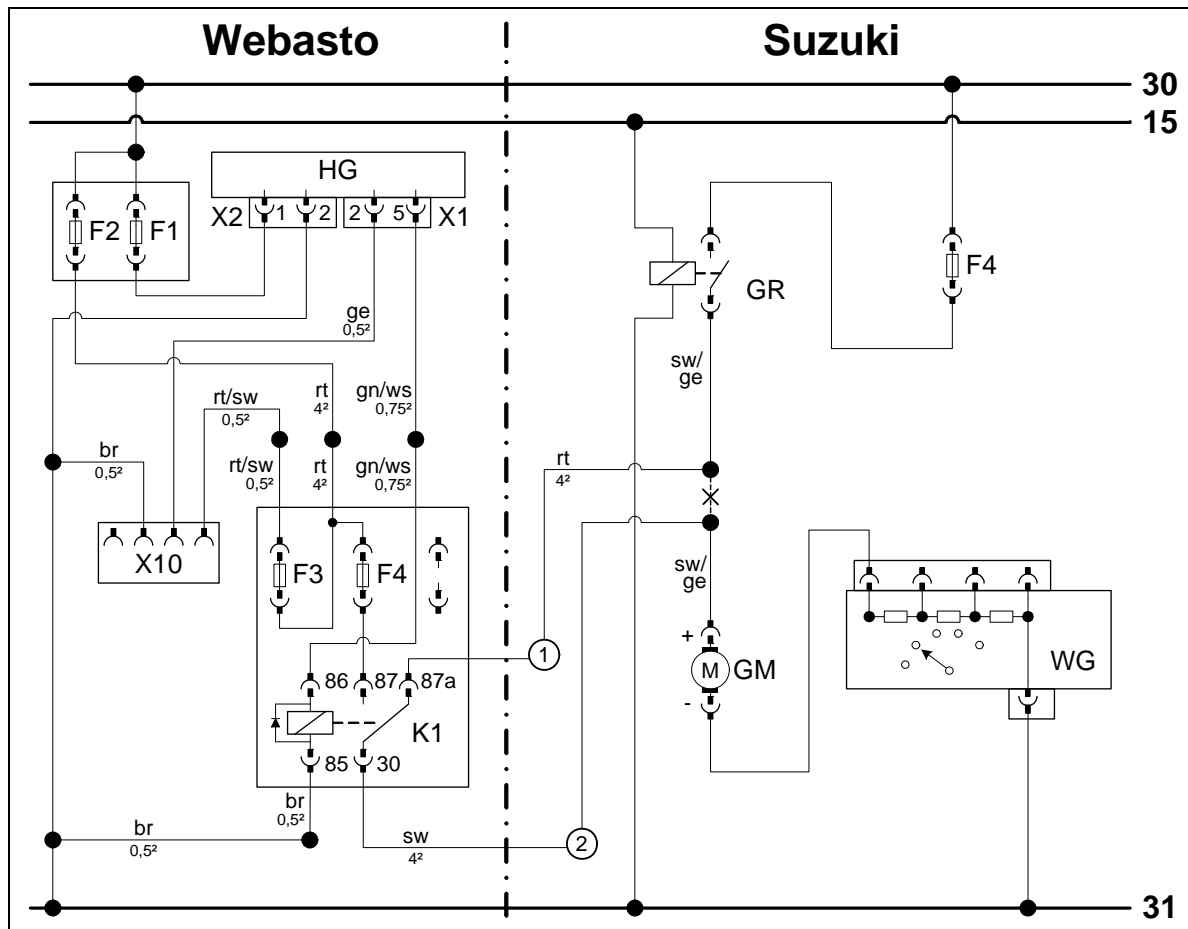 Webasto
Suzuki
30
15
HG
X2 1 2 2 5 X1
F2 F1
GR
F4
ge
0,5²
sw/
ge
rt/sw
0,5²
rt
4²
gn/ws
0,75²
br
0,5²
rt/sw
0,5²
rt
4²
gn/ws
0,75²
rt
4²
X10
F3
F4
sw/
ge
1
86 87 87a
+
M
GM
-
WG
K1
85 30
br
0,5²
br
0,5²
sw
4²
2
31